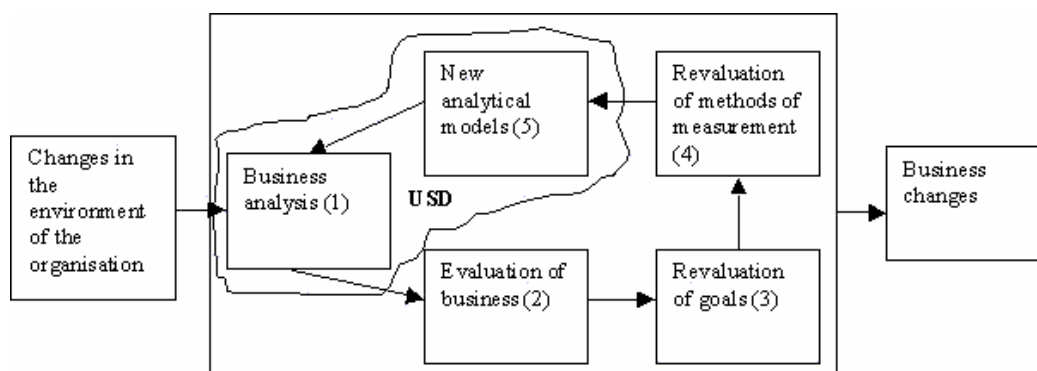 Changes in
the
environment
of the
organisation
Business
analysis (1)
New
analytical
models (5)
USD
Evaluation of
business (2)
Revaluation
of goals (3)
Revaluation
of methods of
measurement
(4)
Business
changes